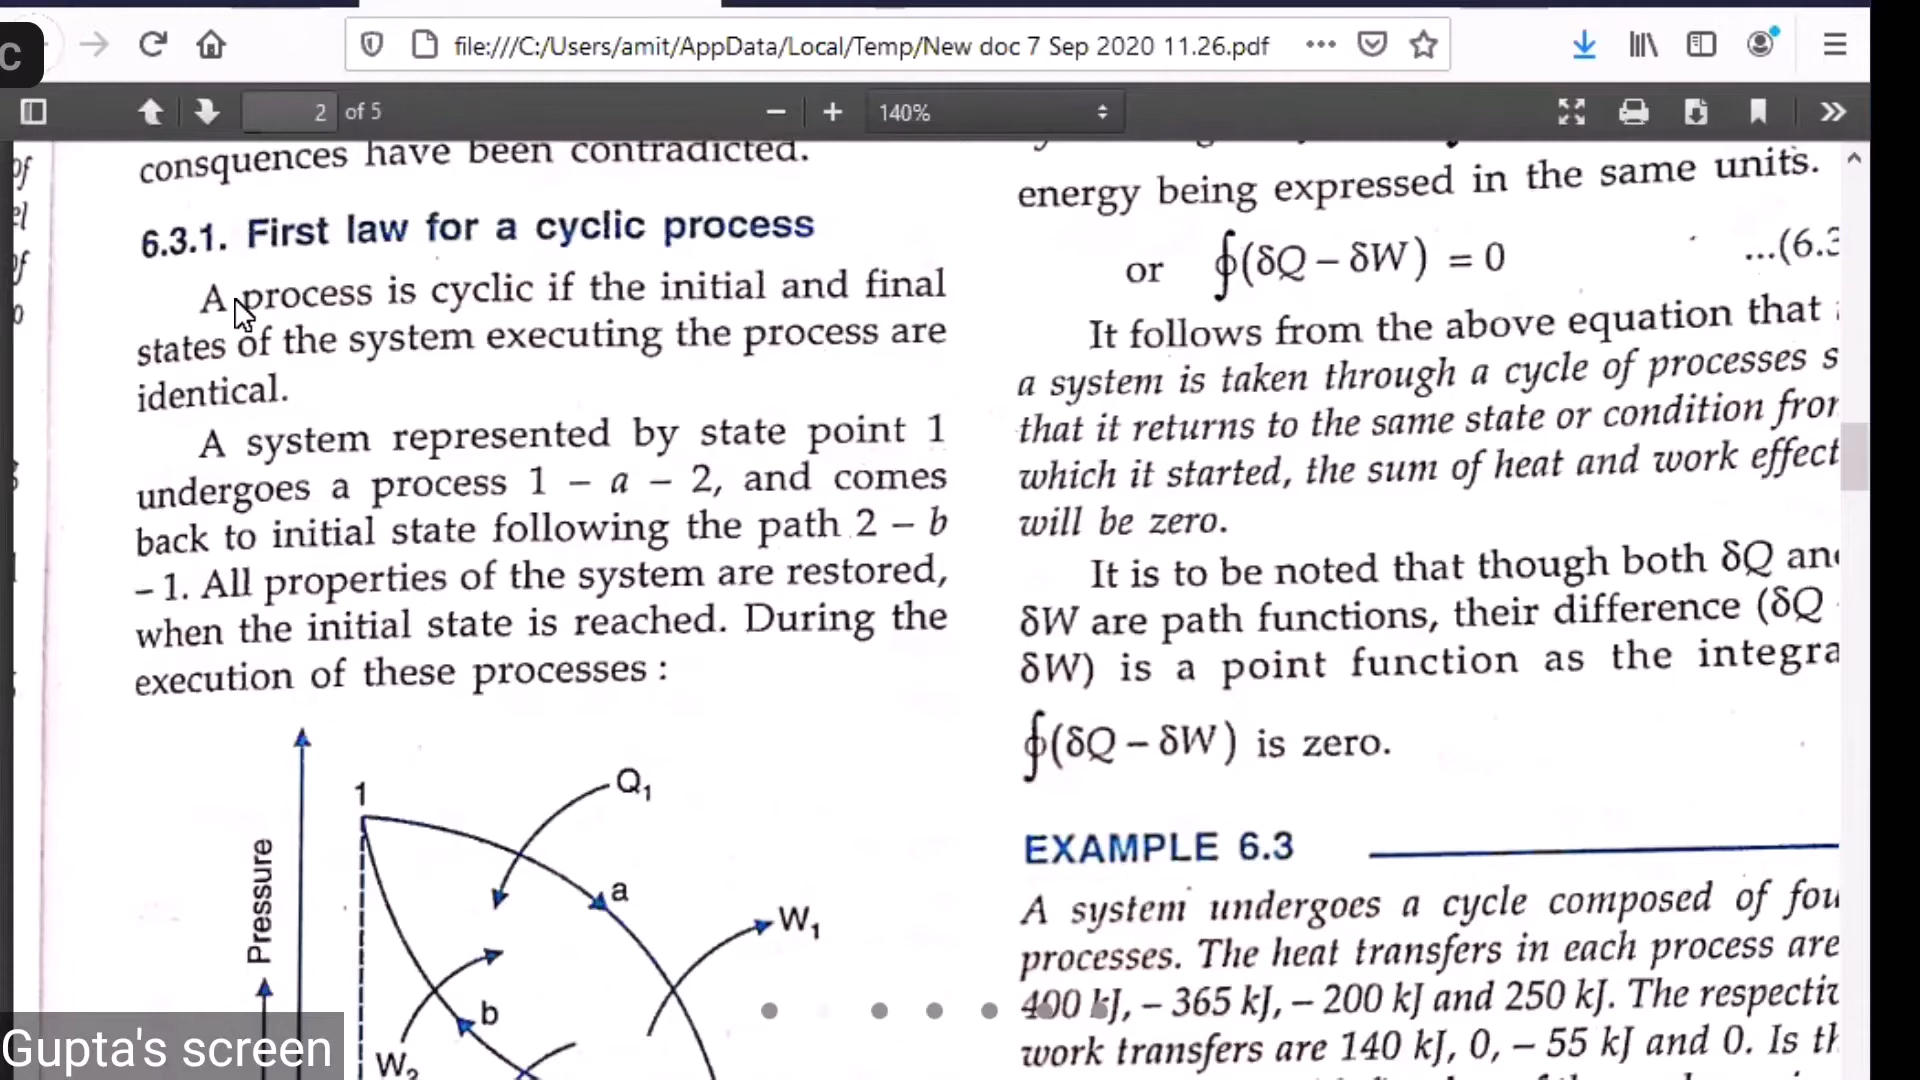 C
file:///C:/Users/amit/AppData/Local/Temp/New doc 7 Sep 2020 11.26.pdf
2 of 5
140%
of
el
of
consquences have been contradicted.
6.3.1. First law for a cyclic process
A process is cyclic if the initial and final
states of the system executing the process are
identical.
A system represented by state point 1
undergoes a process 1 – a – 2, and comes
back to initial state following the path 2 – b
– 1. All properties of the system are restored,
when the initial state is reached. During the
execution of these processes :
Pressure
1
Q1
a
W1
b
W2
energy being expressed in the same units.
or ∮(δQ – δW) = 0 ...(6.3
It follows from the above equation that
a system is taken through a cycle of processes s
that it returns to the same state or condition from
which it started, the sum of heat and work effect
will be zero.
It is to be noted that though both δQ and
δW are path functions, their difference (δQ
δW) is a point function as the integra
∮(δQ – δW) is zero.
EXAMPLE 6.3
A system undergoes a cycle composed of fou
processes. The heat transfers in each process are
400 kJ, – 365 kJ, – 200 kJ and 250 kJ. The respectiv
work transfers are 140 kJ, 0, – 55 kJ and 0. Is th
Gupta's screen